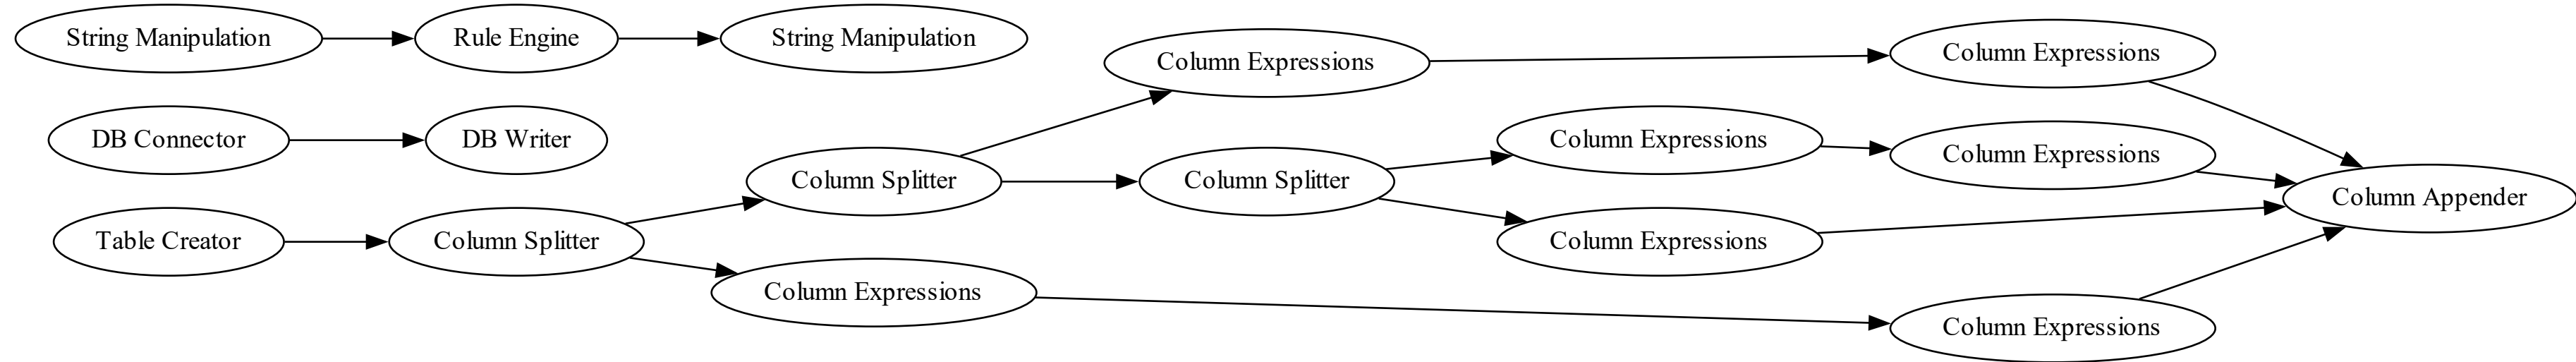 String Manipulation
Rule Engine
String Manipulation
Column Expressions
Column Expressions
DB Connector
DB Writer
Column Expressions
Column Expressions
Column Splitter
Column Splitter
Column Appender
Table Creator
Column Splitter
Column Expressions
Column Expressions
Column Expressions